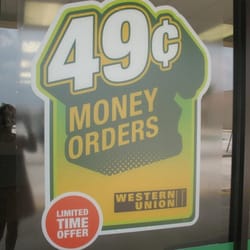 49¢
MONEY
ORDERS
WESTERN
UNION
LIMITED
TIME
OFFER